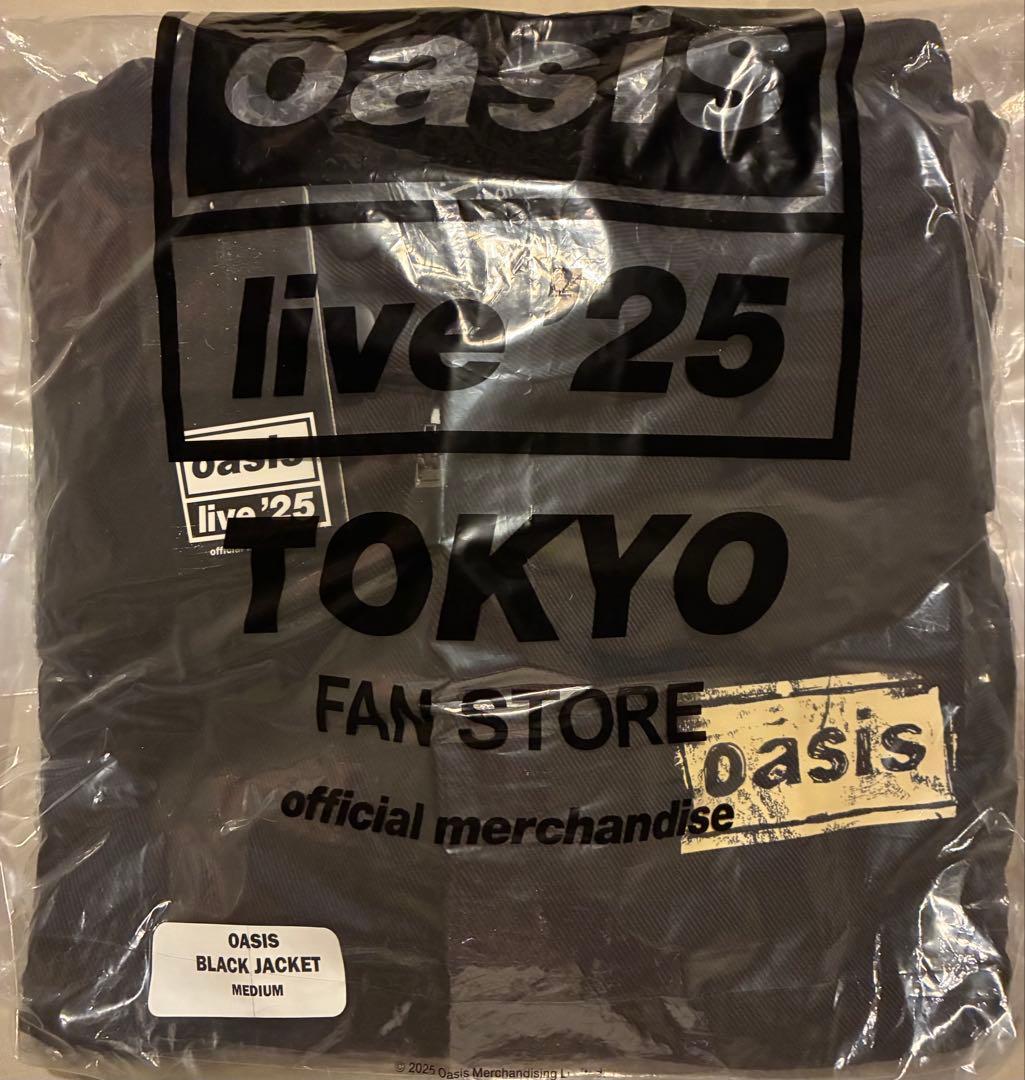 oasis
live '25
oasis
live '25
official
TOKYO
FAN STORE
oasis
official merchandise
OASIS
BLACK JACKET
MEDIUM
© 2025 Oasis Merchandising